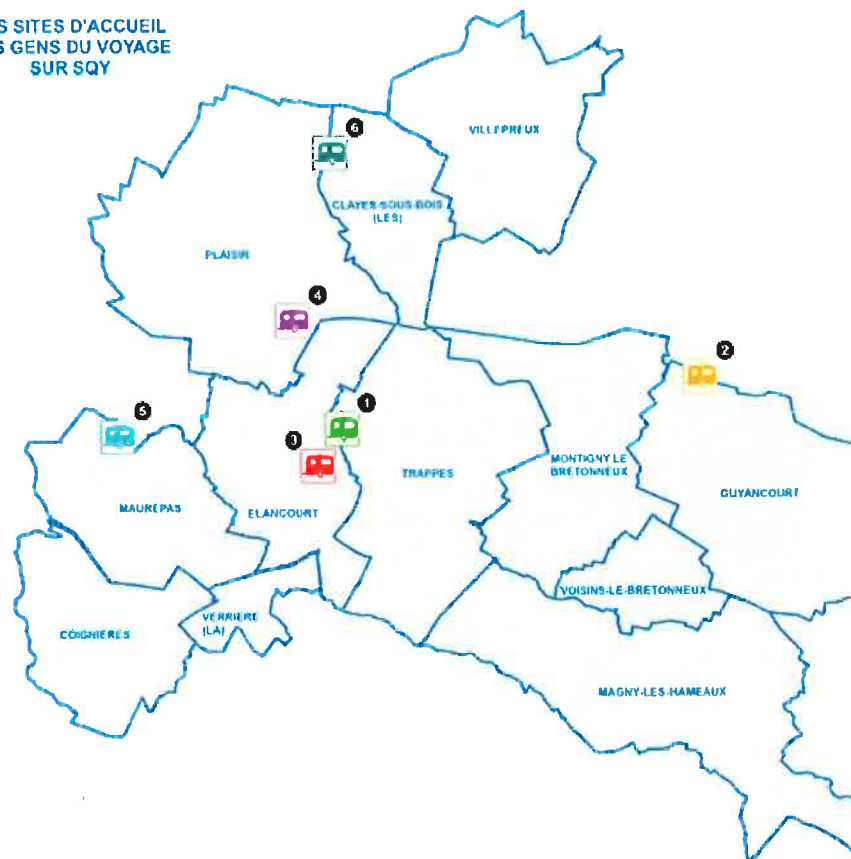 S SITES D'ACCUEIL
S GENS DU VOYAGE
SUR SQY
6
VILLEPREUX
CLAYES-SOUS-BOIS
(LES)
PLAISIR
4
2
5
1
3
MONTIGNY LE
BRETONNEUX
TRAPPES
GUYANCOURT
MAUREPAS
ELANCOURT
VOISINS-LE-BRETONNEUX
VERRIERE
(LA)
COIGNIERES
MAGNY-LES-HAMEAUX